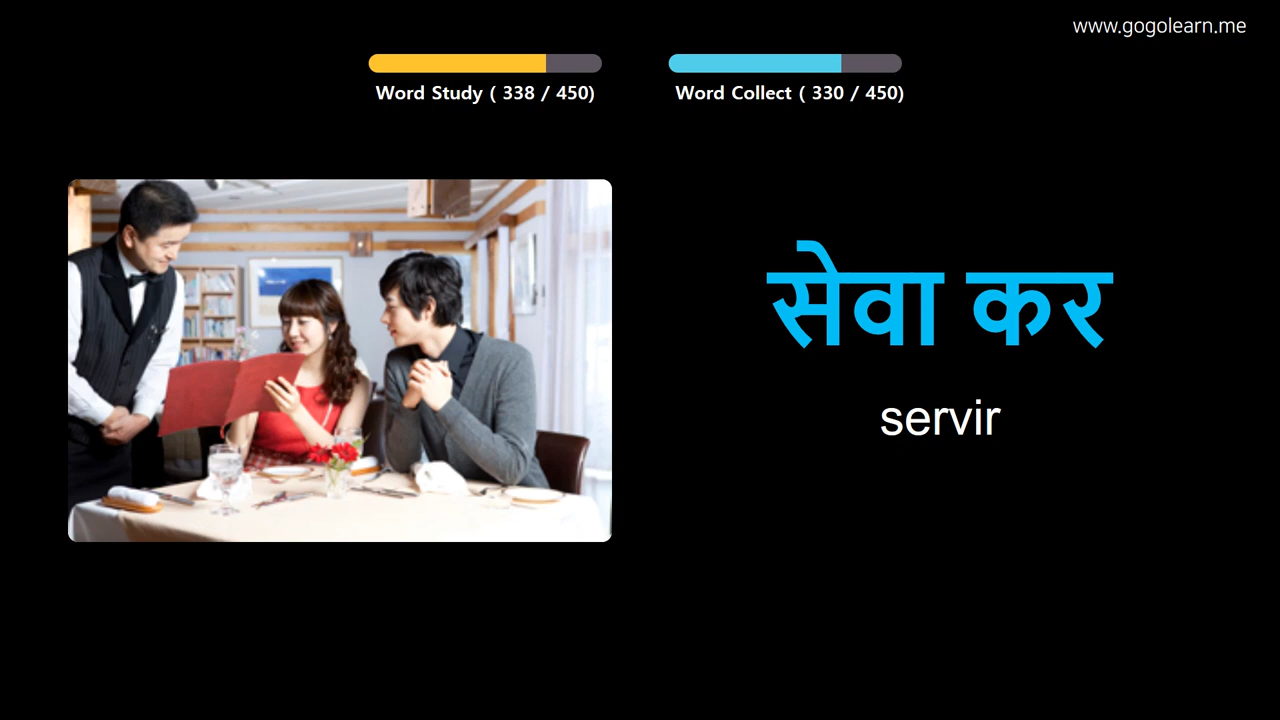 www.gogolearn.me
Word Study ( 338 / 450)
Word Collect ( 330 / 450)
सेवा कर
servir